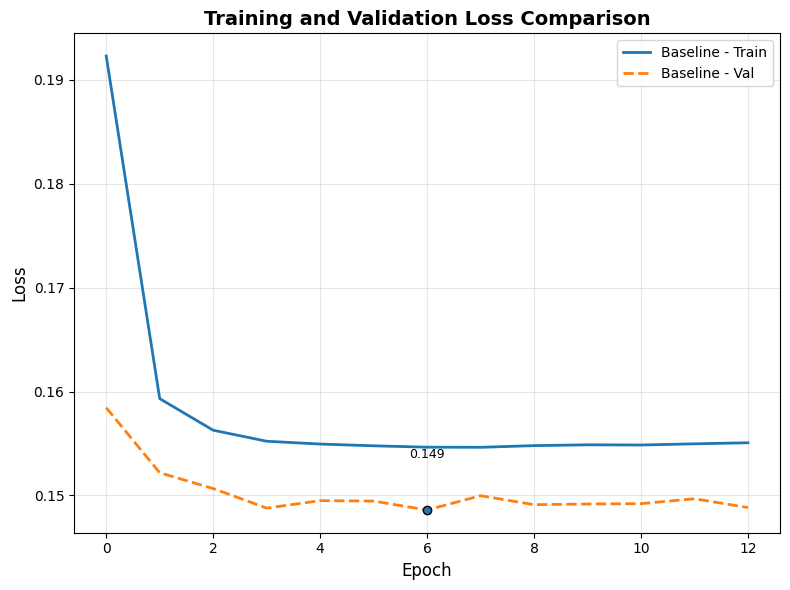 Training and Validation Loss Comparison
Baseline - Train
Baseline - Val
0.19
0.18
0.17
0.16
0.15
Loss
0.149
0 2 4 6 8 10 12
Epoch